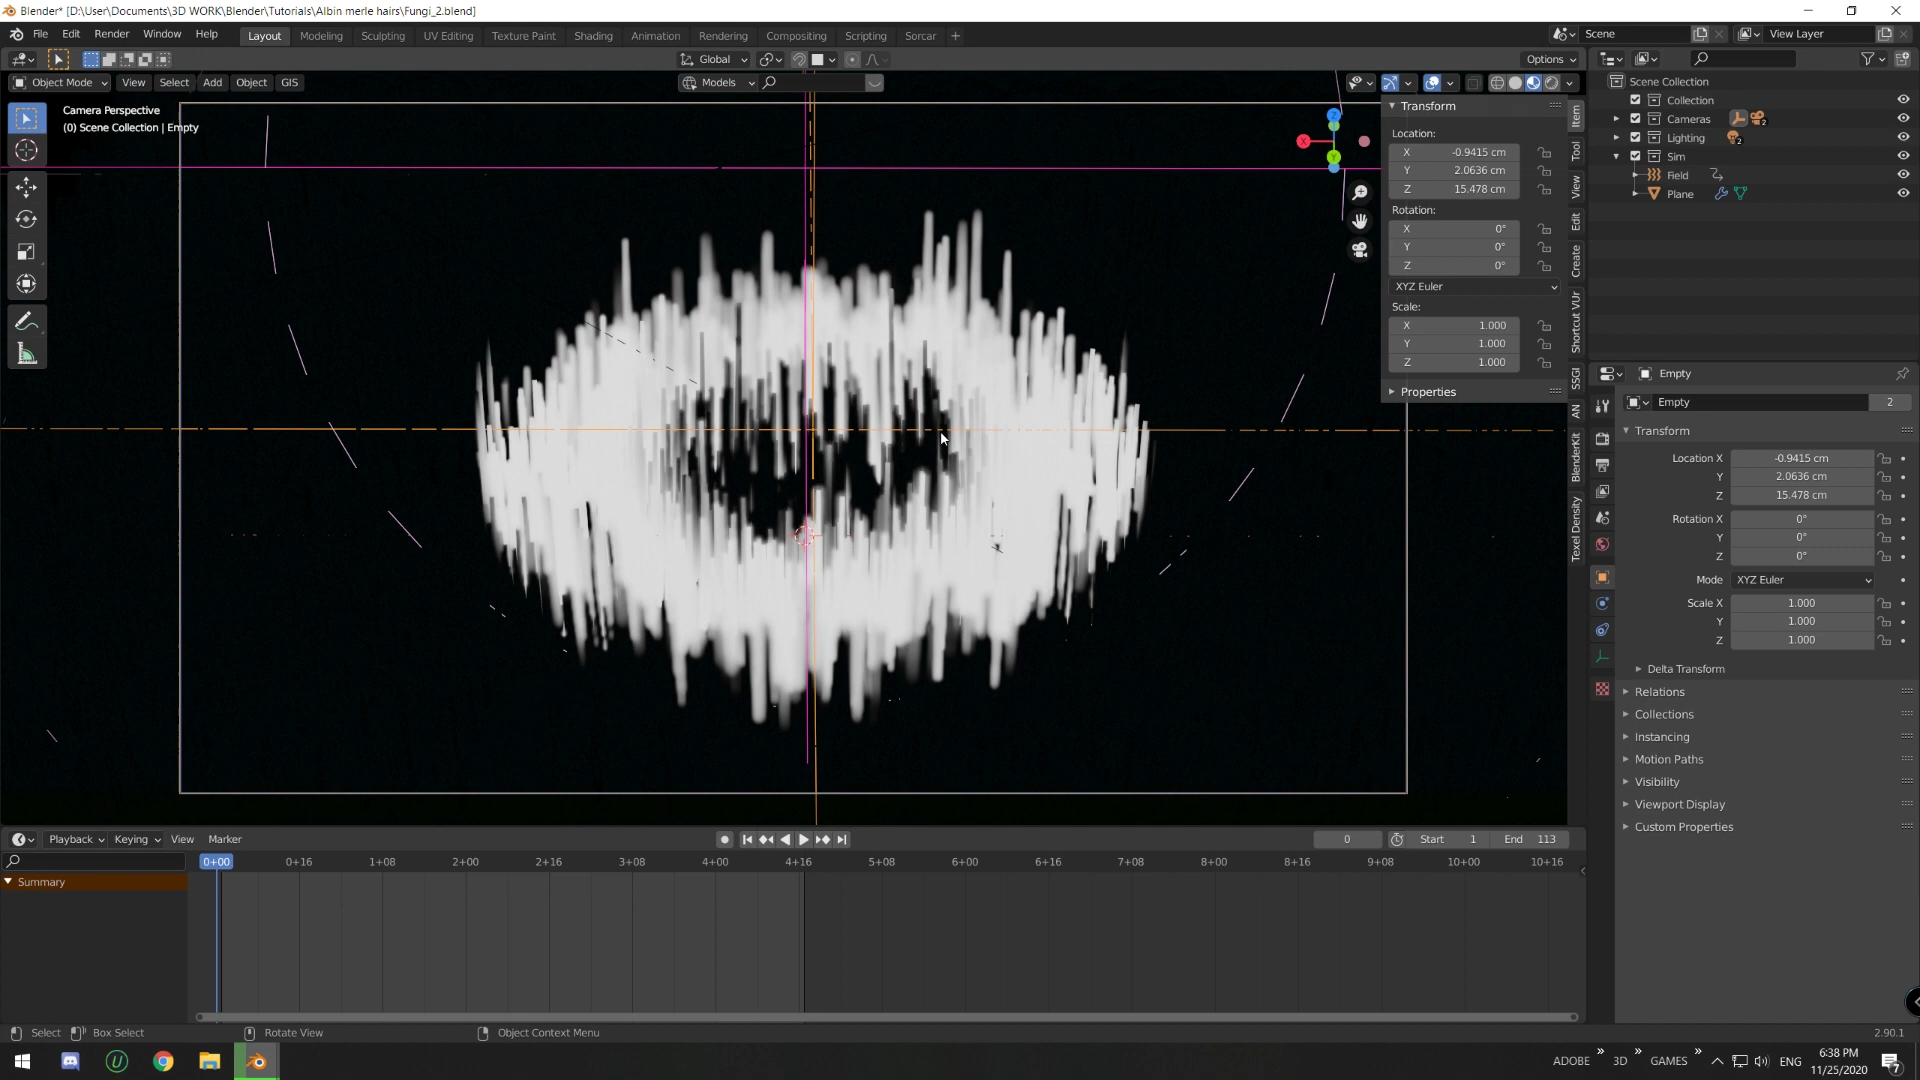 Blender* [D:\User\Documents\3D WORK\Blender\Tutorials\Albin merle hairs\Fungi_2.blend]
File Edit Render Window Help Layout Modeling Sculpting UV Editing Texture Paint Shading Animation Rendering Compositing Scripting Sorcar + Scene View Layer
Global Options
Object Mode View Select Add Object GIS Models
Camera Perspective
(0) Scene Collection | Empty
Z
X
Y
Transform
Location:
X -0.9415 cm
Y 2.0636 cm
Z 15.478 cm
Rotation:
X 0°
Y 0°
Z 0°
XYZ Euler
Scale:
X 1.000
Y 1.000
Z 1.000
Properties
Item
Tool
View
Edit
Create
Shortcut VUr
SSGI
AN
BlenderKit
Texel Density
Scene Collection
Collection
Cameras 2
Lighting 2
Sim
Field
Plane
Empty
Empty 2
Transform
Location X -0.9415 cm
Y 2.0636 cm
Z 15.478 cm
Rotation X 0°
Y 0°
Z 0°
Mode XYZ Euler
Scale X 1.000
Y 1.000
Z 1.000
Delta Transform
Relations
Collections
Instancing
Motion Paths
Visibility
Viewport Display
Custom Properties
Playback Keying View Marker 0 Start 1 End 113
0+00 0+16 1+08 2+00 2+16 3+08 4+00 4+16 5+08 6+00 6+16 7+08 8+00 8+16 9+08 10+00 10+16
Summary
Select Box Select Rotate View Object Context Menu 2.90.1
ADOBE » 3D » GAMES » ENG 6:38 PM
11/25/2020 7